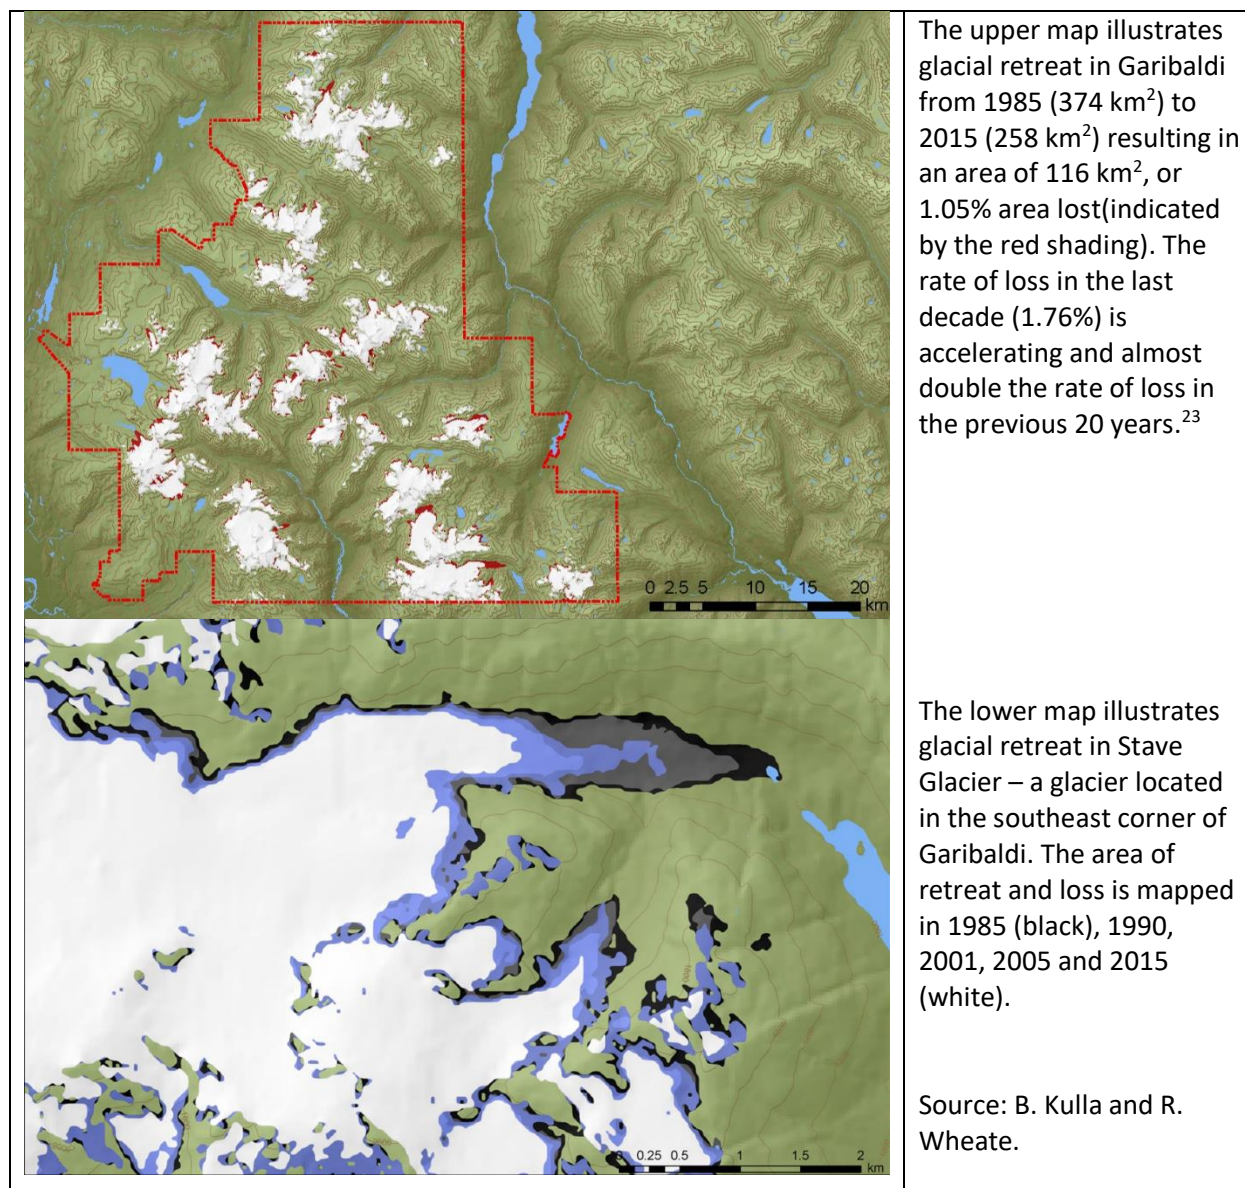 The upper map illustrates
glacial retreat in Garibaldi
from 1985 (374 km²) to
2015 (258 km²) resulting in
an area of 116 km², or
1.05% area lost(indicated
by the red shading). The
rate of loss in the last
decade (1.76%) is
accelerating and almost
double the rate of loss in
the previous 20 years.²³
0 2.5 5 10 15 20
km
The lower map illustrates
glacial retreat in Stave
Glacier – a glacier located
in the southeast corner of
Garibaldi. The area of
retreat and loss is mapped
in 1985 (black), 1990,
2001, 2005 and 2015
(white).
Source: B. Kulla and R.
Wheate.
0 0.25 0.5 1 1.5 2
km